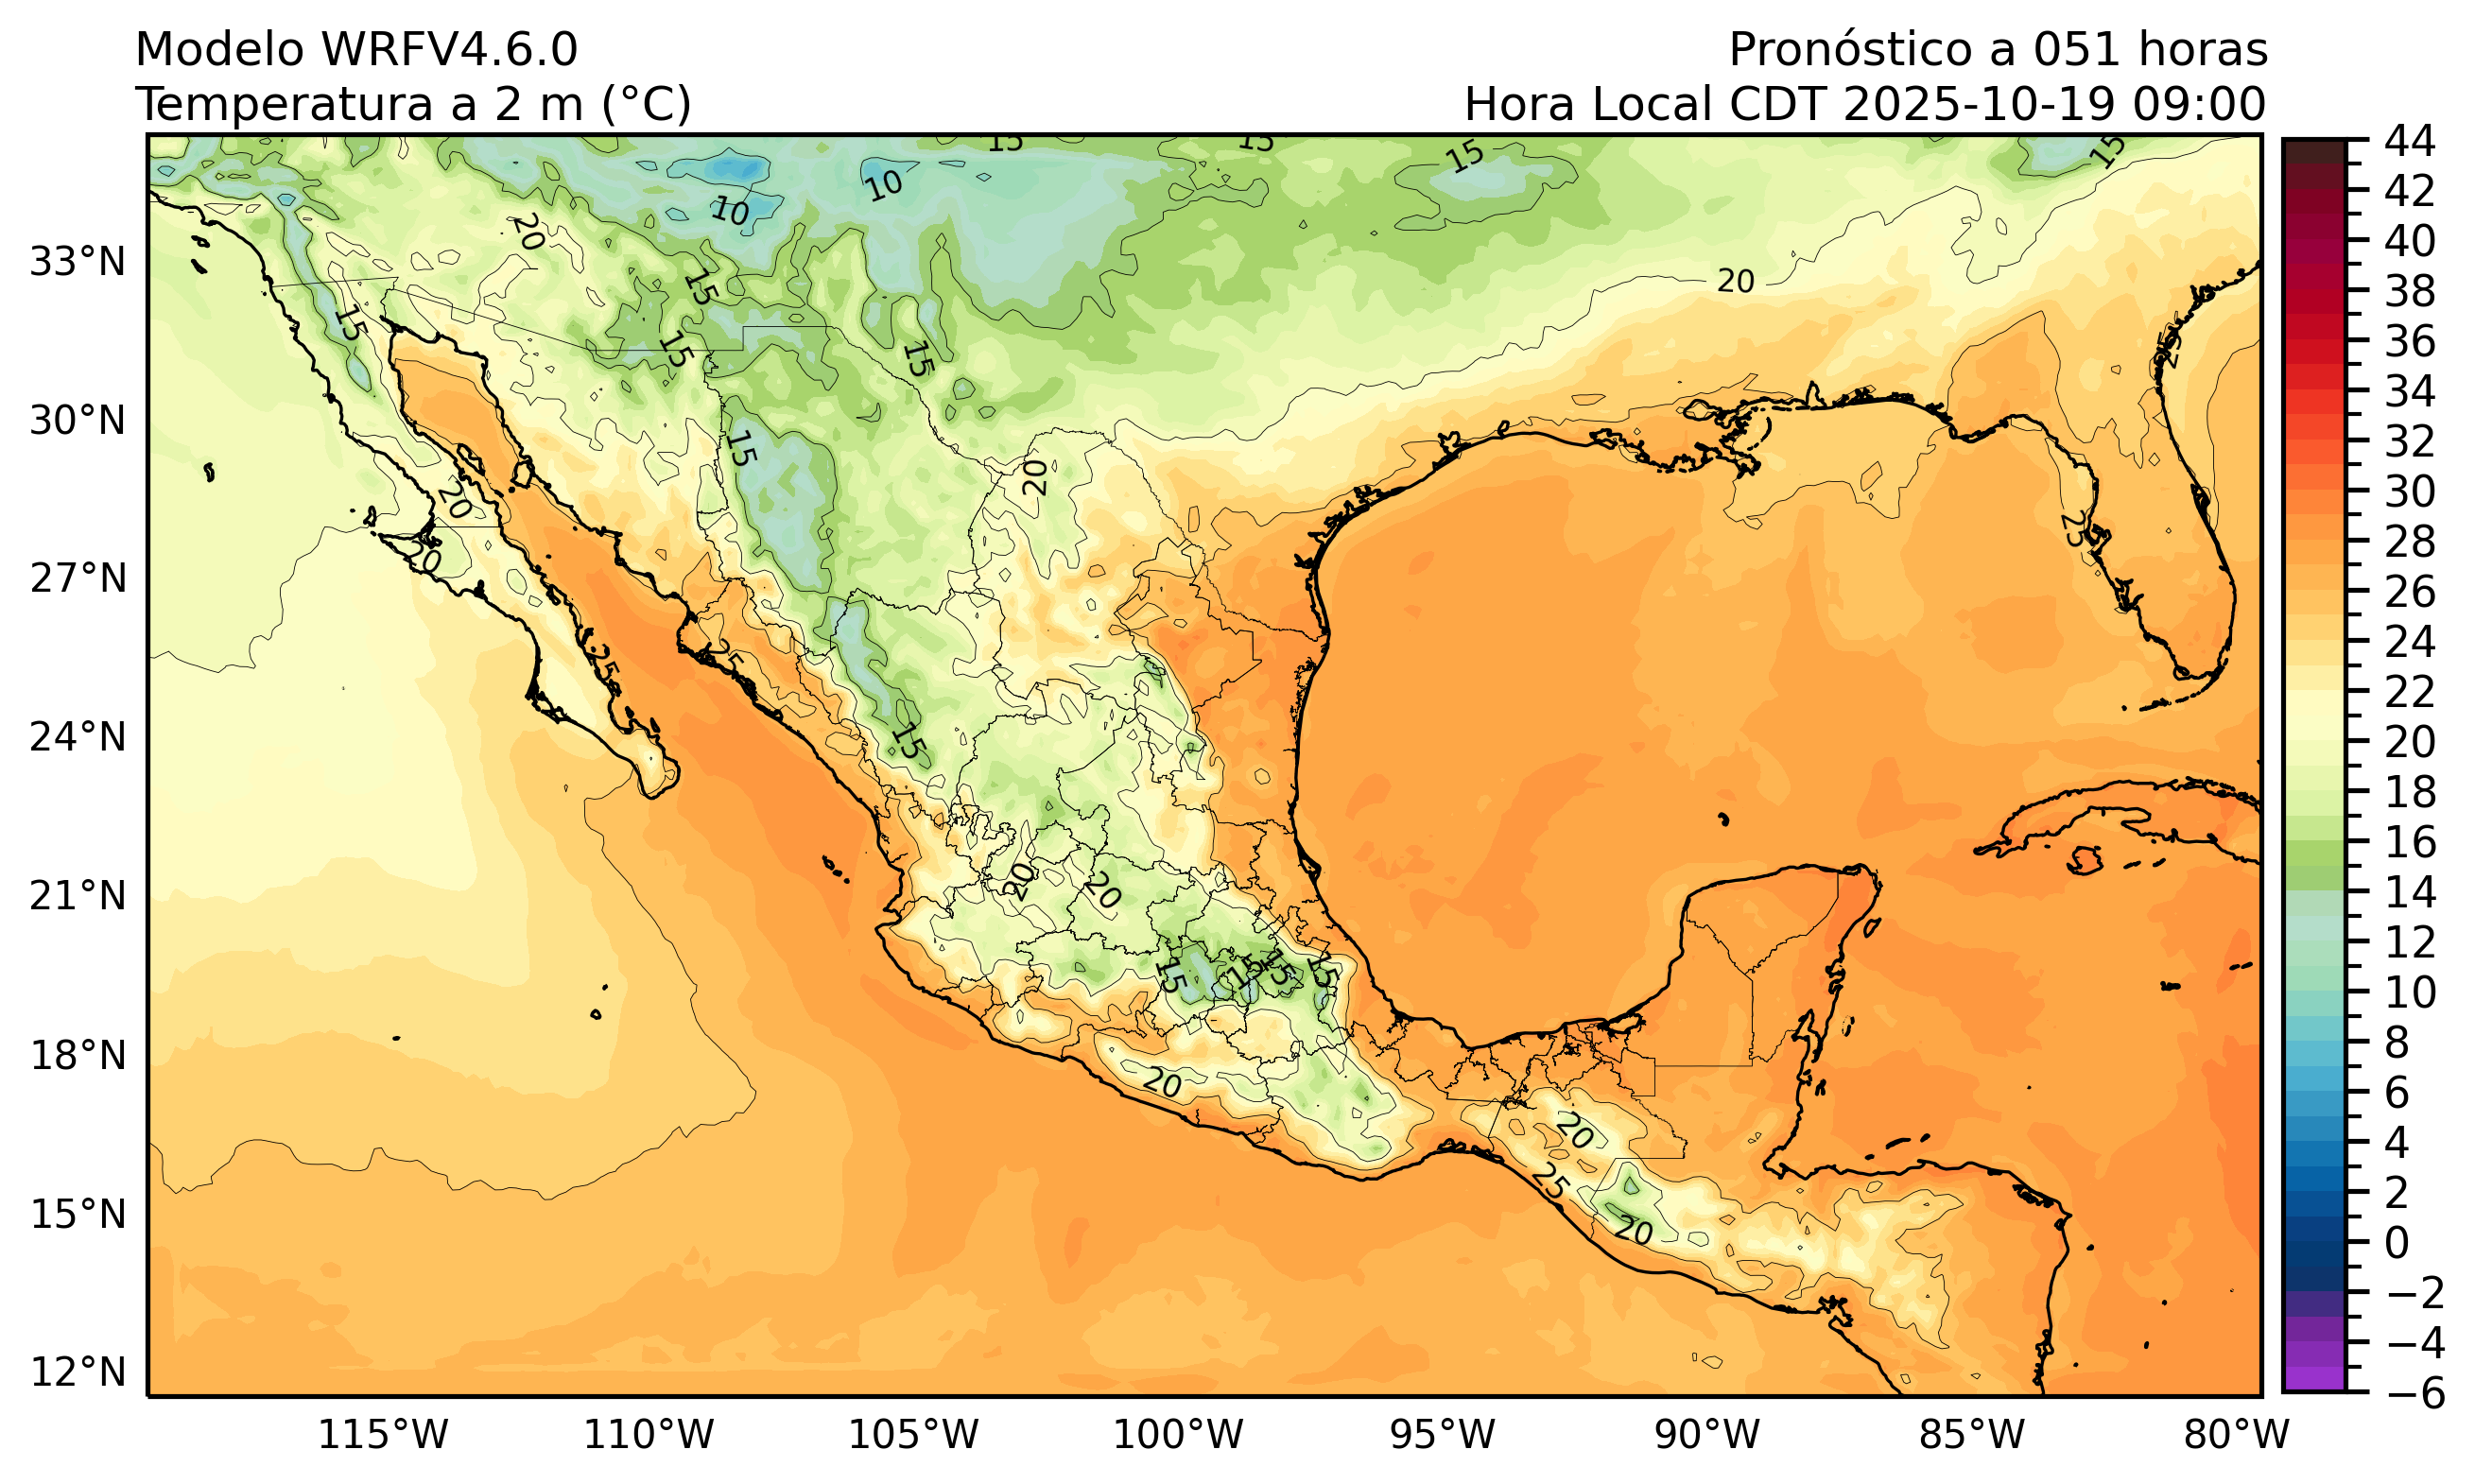 Modelo WRFV4.6.0
Pronóstico a 051 horas
Temperatura a 2 m (°C)
Hora Local CDT 2025-10-19 09:00
15
15
15
15
10
10
20
15
15
15
15
20
15
20
20
20
25
25
15
25
25
20
20
15
15
15
15
20
20
25
20
33°N
30°N
27°N
24°N
21°N
18°N
15°N
12°N
115°W
110°W
105°W
100°W
95°W
90°W
85°W
80°W
44
42
40
38
36
34
32
30
28
26
24
22
20
18
16
14
12
10
8
6
4
2
0
−2
−4
−6